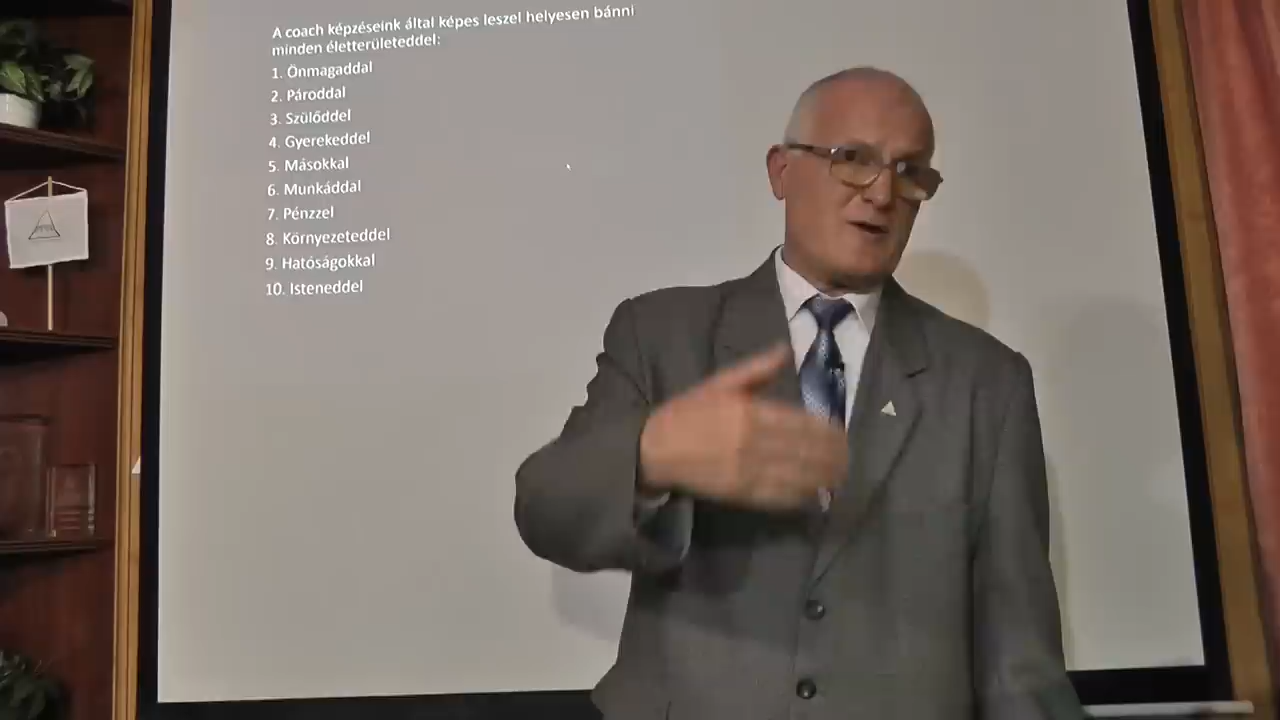 A coach képzéseink által képes leszel helyesen bánni
minden életterületeddel:
1. Önmagaddal
2. Pároddal
3. Szülőddel
4. Gyerekeddel
5. Másokkal
6. Munkáddal
7. Pénzzel
8. Környezeteddel
9. Hatóságokkal
10. Isteneddel